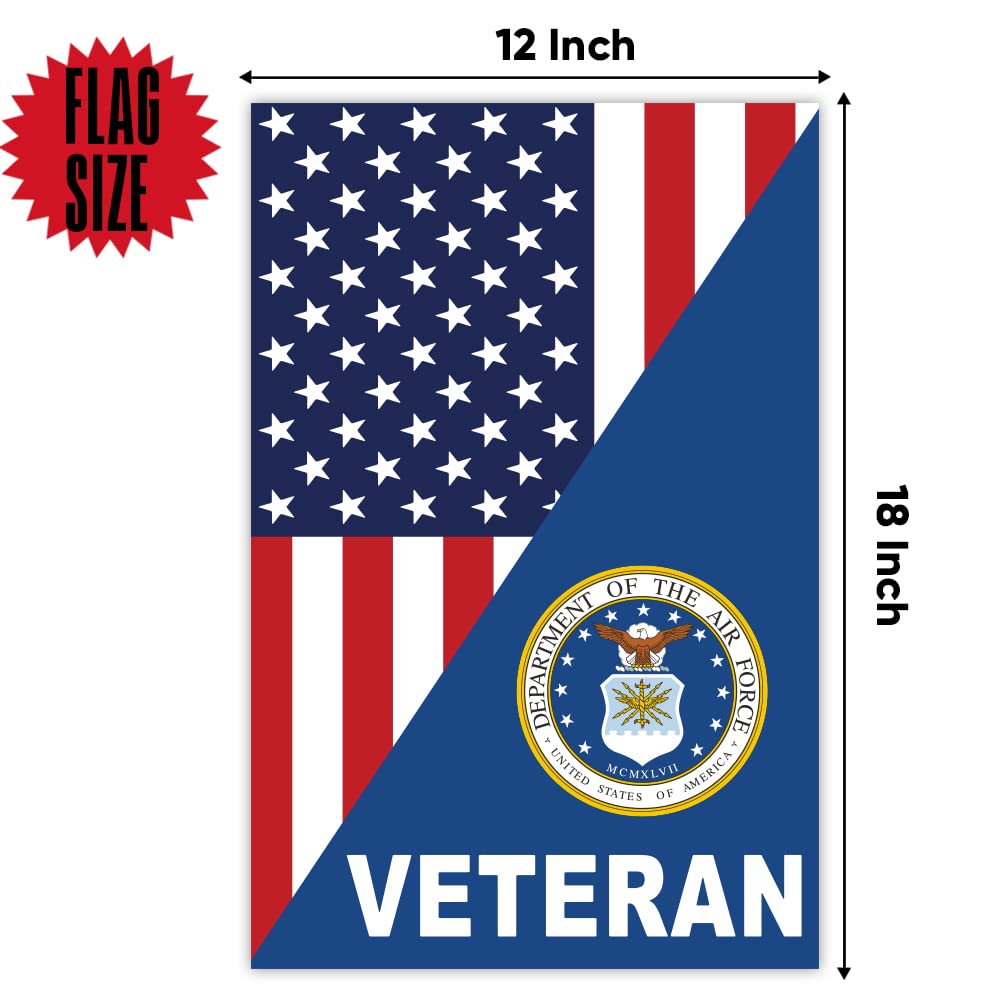 FLAG
SIZE
12 Inch
18 Inch
DEPARTMENT OF THE AIR FORCE
MCMXLVII
UNITED STATES OF AMERICA
VETERAN